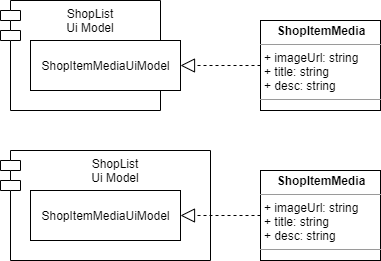 ShopList
Ui Model
ShopItemMediaUiModel
ShopItemMedia
+ imageUrl: string
+ title: string
+ desc: string
ShopList
Ui Model
ShopItemMediaUiModel
ShopItemMedia
+ imageUrl: string
+ title: string
+ desc: string